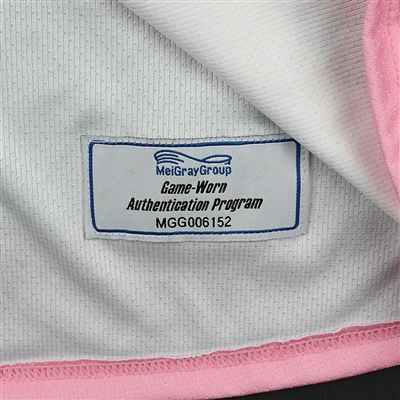 MeiGrayGroup
Game-Worn
Authentication Program
MGG006152